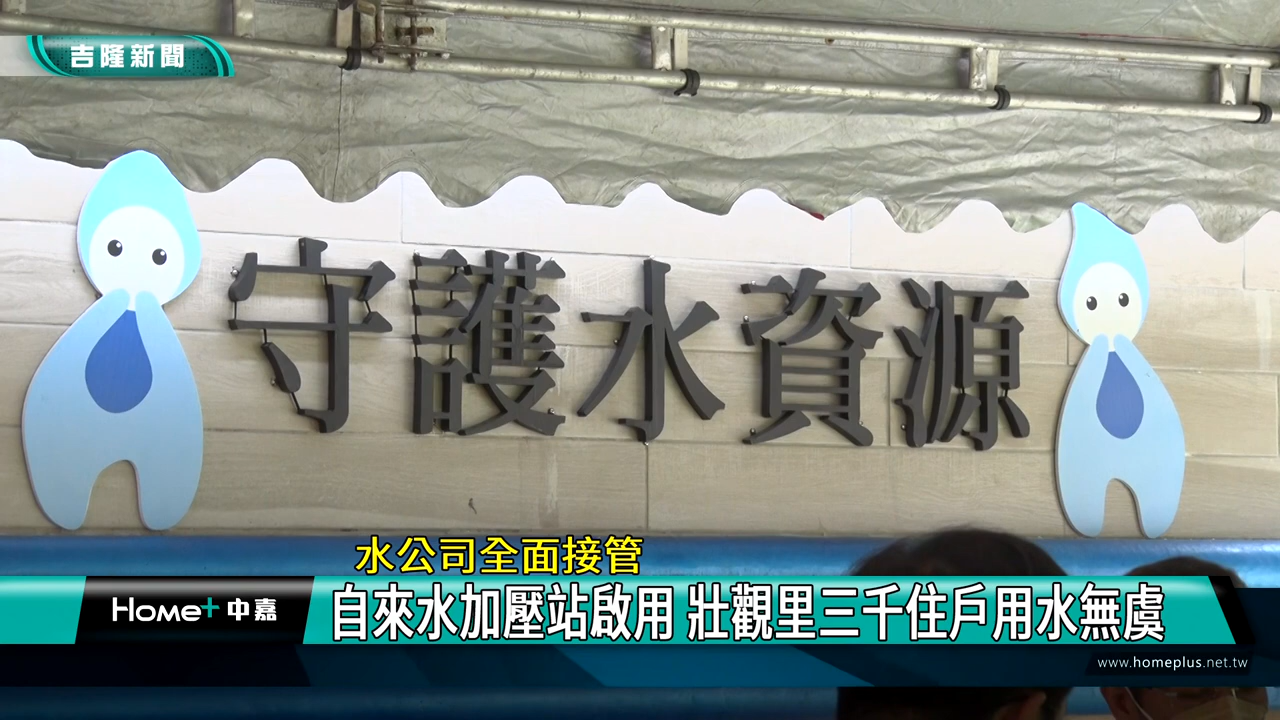 吉隆新聞
守護水資源
水公司全面接管
Home+中嘉
自來水加壓站啟用 壯觀里三千住戶用水無虞
www.homeplus.net.tw